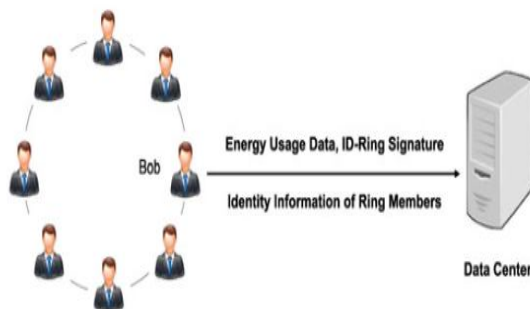 Energy Usage Data, ID-Ring Signature
Bob
Identity Information of Ring Members
Data Center